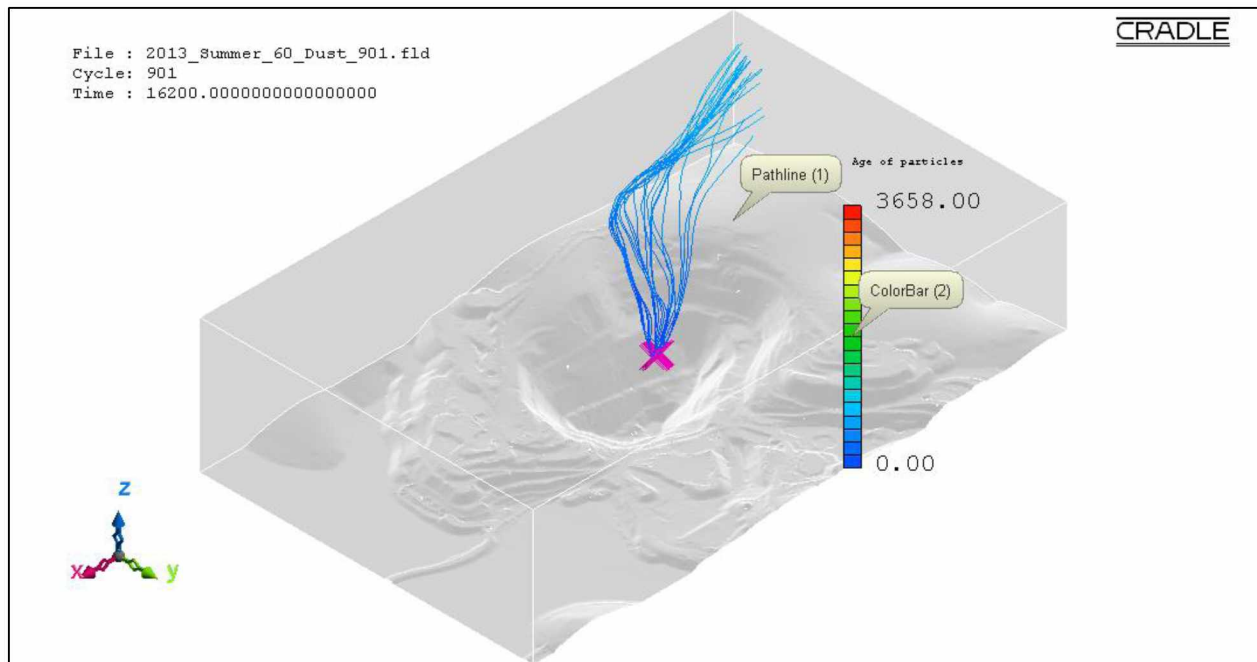 File : 2013_Summer_60_Dust_901.fld
Cycle: 901
Time : 16200.0000000000000000
CRADLE
Pathline (1)
Age of particles
3658.00
ColorBar (2)
0.00
z
x
y